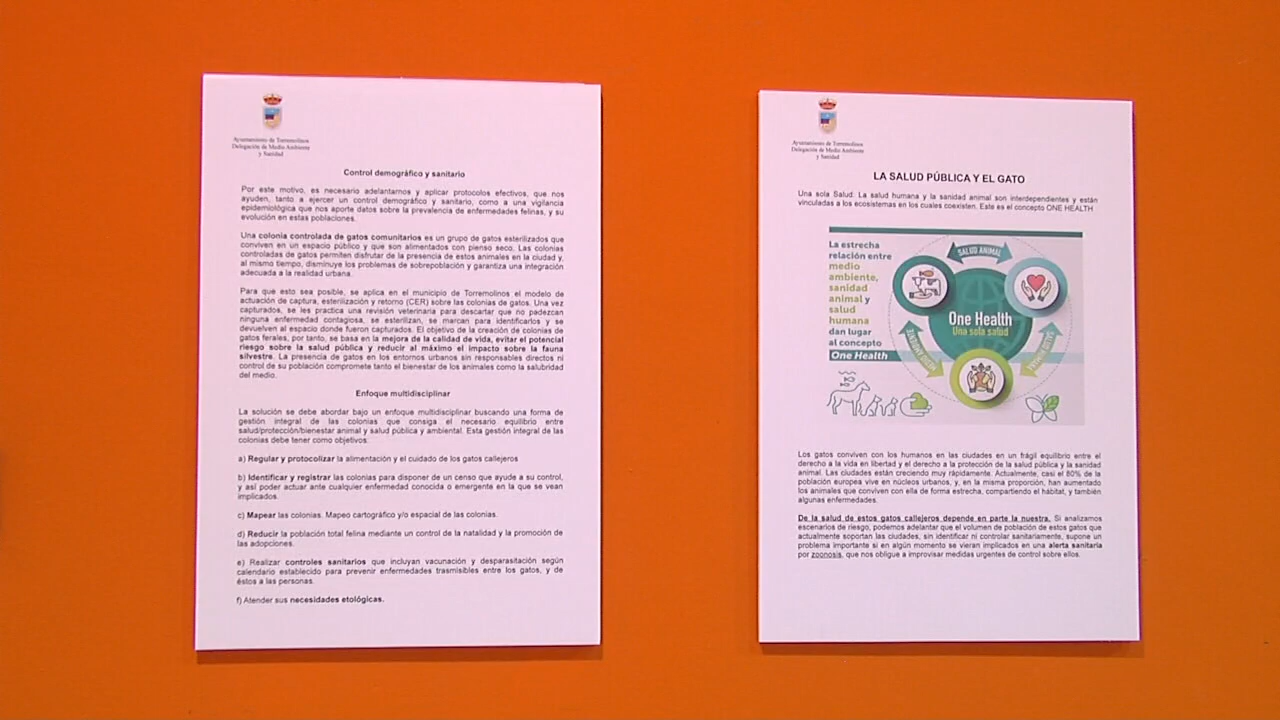 Ayuntamiento de Torremolinos
Delegación de Medio Ambiente
y Sanidad
Control demográfico y sanitario
Por este motivo, es necesario adelantarnos y aplicar protocolos efectivos, que nos
ayuden, tanto a ejercer un control demográfico y sanitario, como a una vigilancia
epidemiológica que nos aporte datos sobre la prevalencia de enfermedades felinas, y su
evolución en estas poblaciones.
Una colonia controlada de gatos comunitarios es un grupo de gatos esterilizados que
conviven en un espacio público y que son alimentados con pienso seco. Las colonias
controladas de gatos permiten disfrutar de la presencia de estos animales en la ciudad y,
al mismo tiempo, disminuye los problemas de sobrepoblación y garantiza una integración
adecuada a la realidad urbana.
Para que esto sea posible, se aplica en el municipio de Torremolinos el modelo de
actuación de captura, esterilización y retorno (CER) sobre las colonias de gatos. Una vez
capturados, se les practica una revisión veterinaria para descartar que no padezcan
ninguna enfermedad contagiosa, se esterilizan, se marcan para identificarlos y se
devuelven al espacio donde fueron capturados. El objetivo de la creación de colonias de
gatos ferales, por tanto, se basa en la mejora de la calidad de vida, evitar el potencial
riesgo sobre la salud pública y reducir al máximo el impacto sobre la fauna
silvestre. La presencia de gatos en los entornos urbanos sin responsables directos ni
control de su población compromete tanto el bienestar de los animales como la salubridad
del medio.
Enfoque multidisciplinar
La solución se debe abordar bajo un enfoque multidisciplinar buscando una forma de
gestión integral de las colonias que consiga el necesario equilibrio entre
salud/protección/bienestar animal y salud pública y ambiental. Esta gestión integral de las
colonias debe tener como objetivos:
a) Regular y protocolizar la alimentación y el cuidado de los gatos callejeros
b) Identificar y registrar las colonias para disponer de un censo que ayude a su control,
y así poder actuar ante cualquier enfermedad conocida o emergente en la que se vean
implicados.
c) Mapear las colonias. Mapeo cartográfico y/o espacial de las colonias.
d) Reducir la población total felina mediante un control de la natalidad y la promoción de
las adopciones.
e) Realizar controles sanitarios que incluyan vacunación y desparasitación según
calendario establecido para prevenir enfermedades trasmisibles entre los gatos, y de
éstos a las personas.
f) Atender sus necesidades etológicas.
Ayuntamiento de Torremolinos
Delegación de Medio Ambiente
y Sanidad
LA SALUD PÚBLICA Y EL GATO
Una sola Salud: La salud humana y la sanidad animal son interdependientes y están
vinculadas a los ecosistemas en los cuales coexisten. Este es el concepto ONE HEALTH
La estrecha
relación entre
medio
ambiente,
sanidad
animal y
salud
humana
dan lugar
al concepto
One Health
SALUD ANIMAL
One Health
Una sola salud
Los gatos conviven con los humanos en las ciudades en un frágil equilibrio entre el
derecho a la vida en libertad y el derecho a la protección de la salud pública y la sanidad
animal. Las ciudades están creciendo muy rápidamente. Actualmente, casi el 80% de la
población europea vive en núcleos urbanos, y, en la misma proporción, han aumentado
los animales que conviven con ella de forma estrecha, compartiendo el hábitat, y también
algunas enfermedades.
De la salud de estos gatos callejeros depende en parte la nuestra. Si analizamos
escenarios de riesgo, podemos adelantar que el volumen de población de estos gatos que
actualmente soportan las ciudades, sin identificar ni controlar sanitariamente, supone un
problema importante si en algún momento se vieran implicados en una alerta sanitaria
por zoonosis, que nos obligue a improvisar medidas urgentes de control sobre ellos.